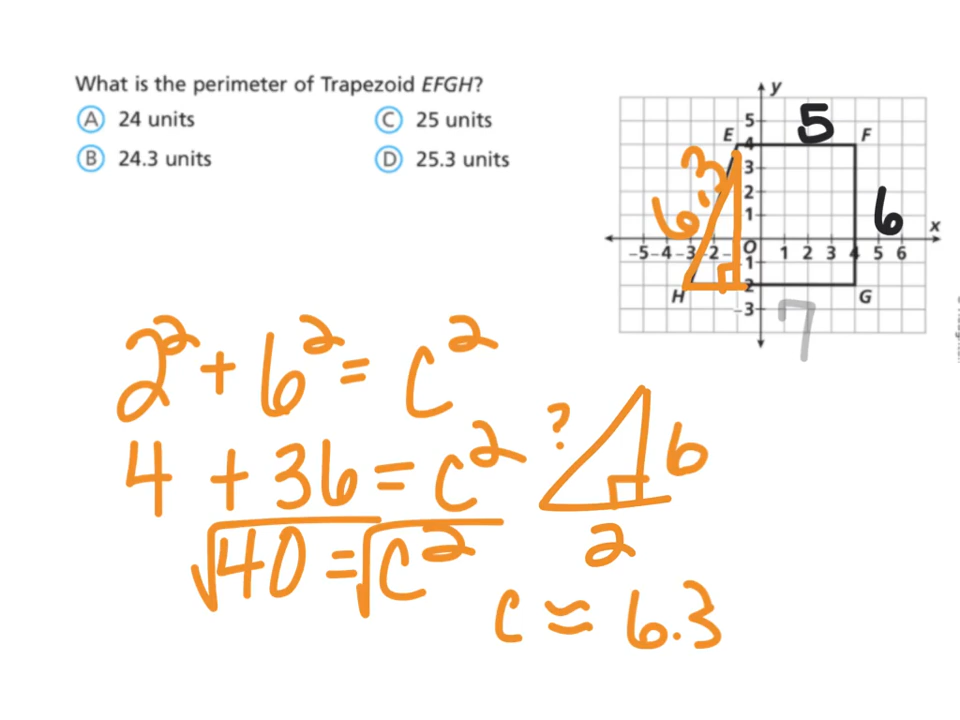 What is the perimeter of Trapezoid EFGH?
A 24 units
C 25 units
B 24.3 units
D 25.3 units
y
5
5
E
4
F
3
6.3
2
1
6
x
O
-5 -4 -3 -2 - 1 2 3 4 5 6
1
H
2
G
-3
7
2² + 6² = c²
4 + 36 = c²
√40 = √c²
?
6
2
c ≈ 6.3